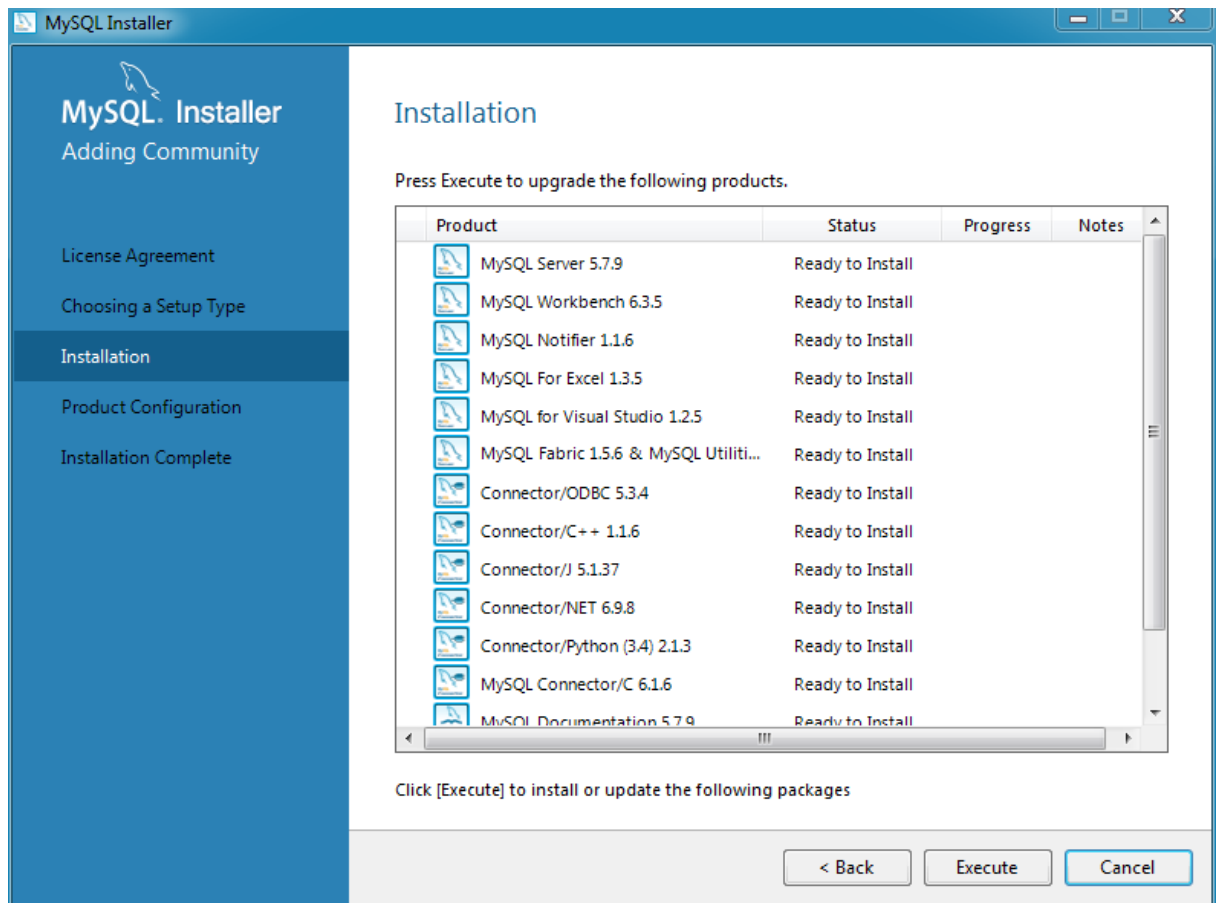 MySQL Installer
MySQL. Installer
Adding Community
License Agreement
Choosing a Setup Type
Installation
Product Configuration
Installation Complete
Installation
Press Execute to upgrade the following products.
Product Status Progress Notes
MySQL Server 5.7.9 Ready to Install
MySQL Workbench 6.3.5 Ready to Install
MySQL Notifier 1.1.6 Ready to Install
MySQL For Excel 1.3.5 Ready to Install
MySQL for Visual Studio 1.2.5 Ready to Install
MySQL Fabric 1.5.6 & MySQL Utiliti... Ready to Install
Connector/ODBC 5.3.4 Ready to Install
Connector/C++ 1.1.6 Ready to Install
Connector/J 5.1.37 Ready to Install
Connector/NET 6.9.8 Ready to Install
Connector/Python (3.4) 2.1.3 Ready to Install
MySQL Connector/C 6.1.6 Ready to Install
MySQL Documentation 5.7.9 Ready to Install
Click [Execute] to install or update the following packages
< Back Execute Cancel